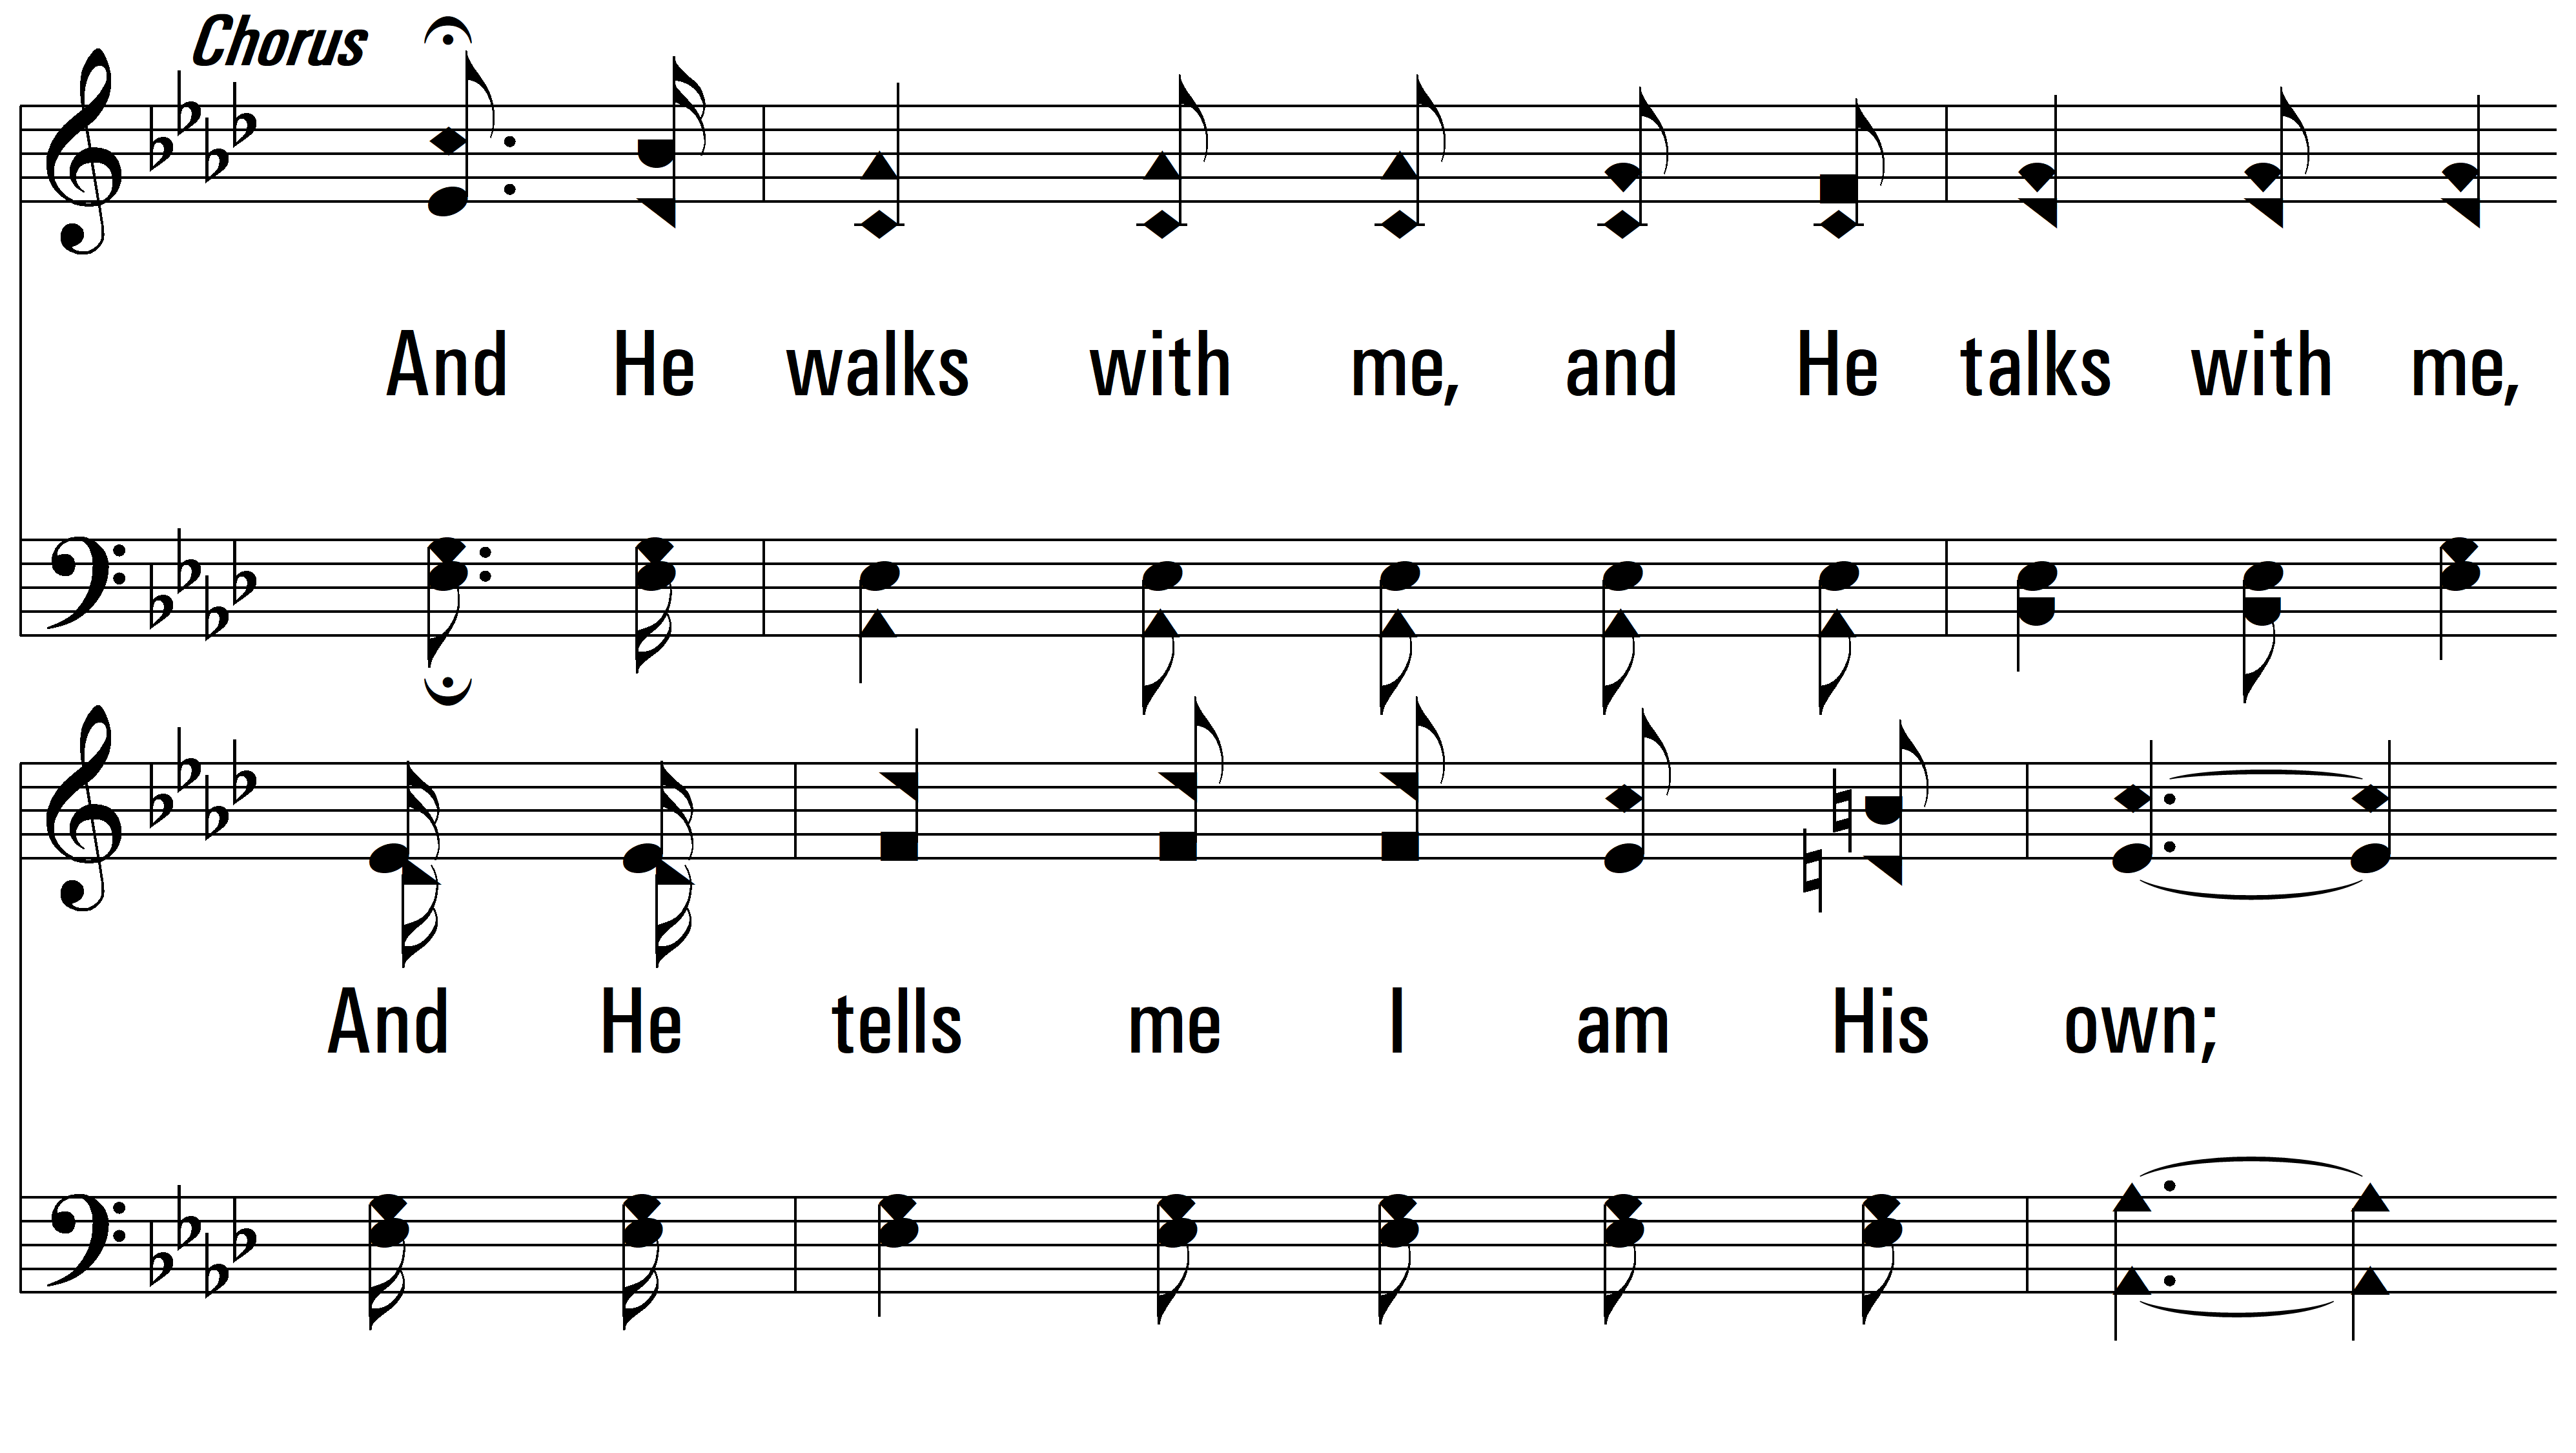 Chorus
And He walks with me, and He talks with me,
And He tells me I am His own;